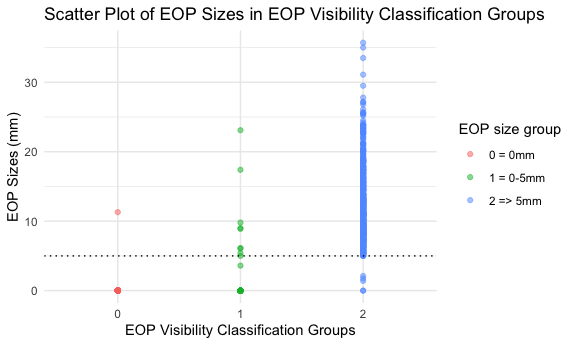 Scatter Plot of EOP Sizes in EOP Visibility Classification Groups
EOP Sizes (mm)
30
20
10
0
0
1
2
EOP Visibility Classification Groups
EOP size group
0 = 0mm
1 = 0-5mm
2 => 5mm